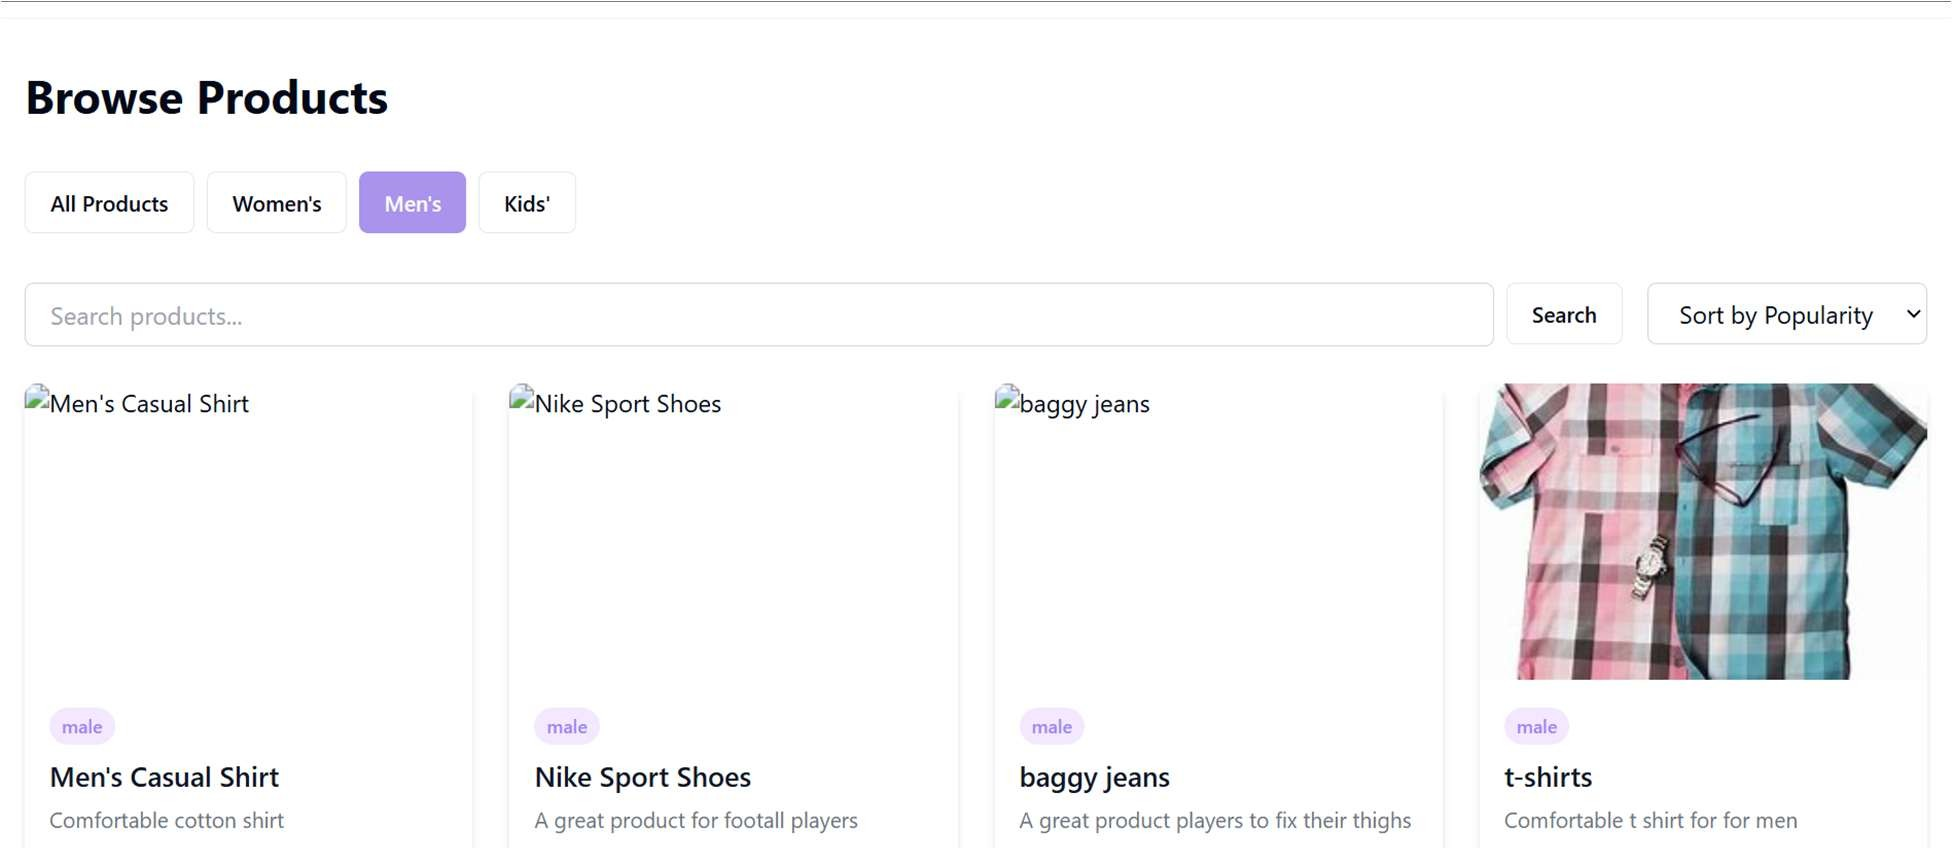 Browse Products
All Products Women's Men's Kids'
Search products... Search Sort by Popularity
Men's Casual Shirt Nike Sport Shoes baggy jeans
male male male male
Men's Casual Shirt Nike Sport Shoes baggy jeans t-shirts
Comfortable cotton shirt A great product for footall players A great product players to fix their thighs Comfortable t shirt for for men